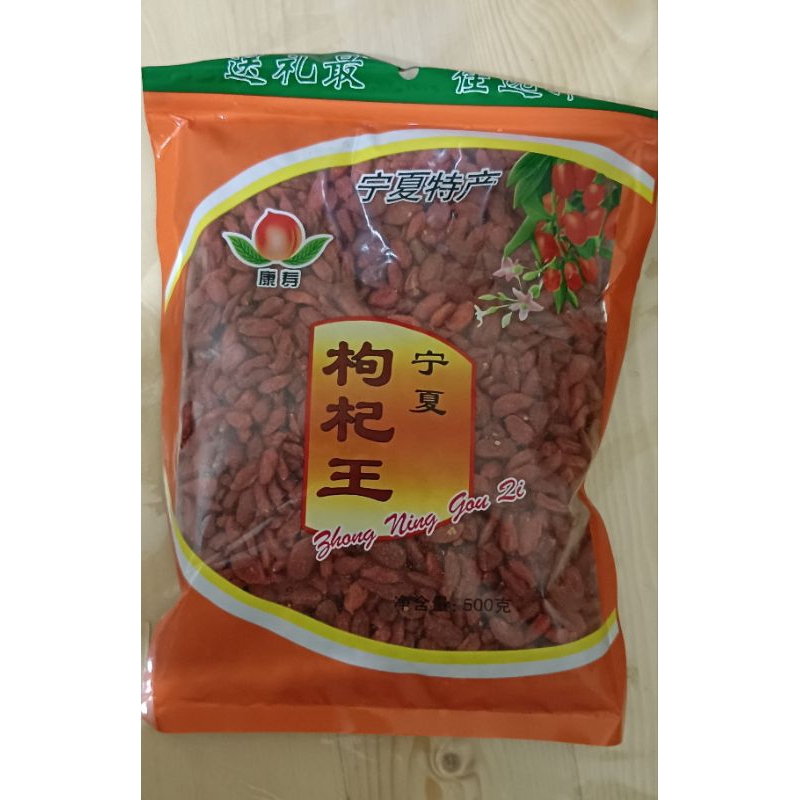 送礼最 佳选择
宁夏特产
康寿
宁夏
枸杞王
Zhong Ning Gou Qi
净含量:500克